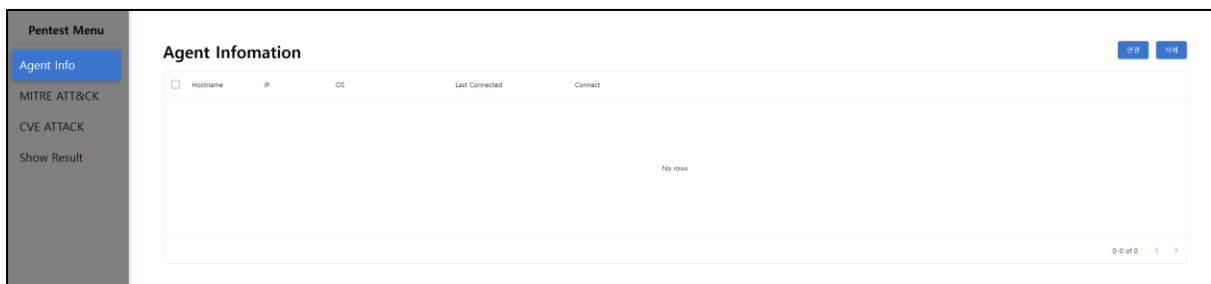 Pentest Menu
Agent Info
MITRE ATT&CK
CVE ATTACK
Show Result
Agent Infomation
연결 삭제
Hostname IP OS Last Connected Connect
No rows
0-0 of 0